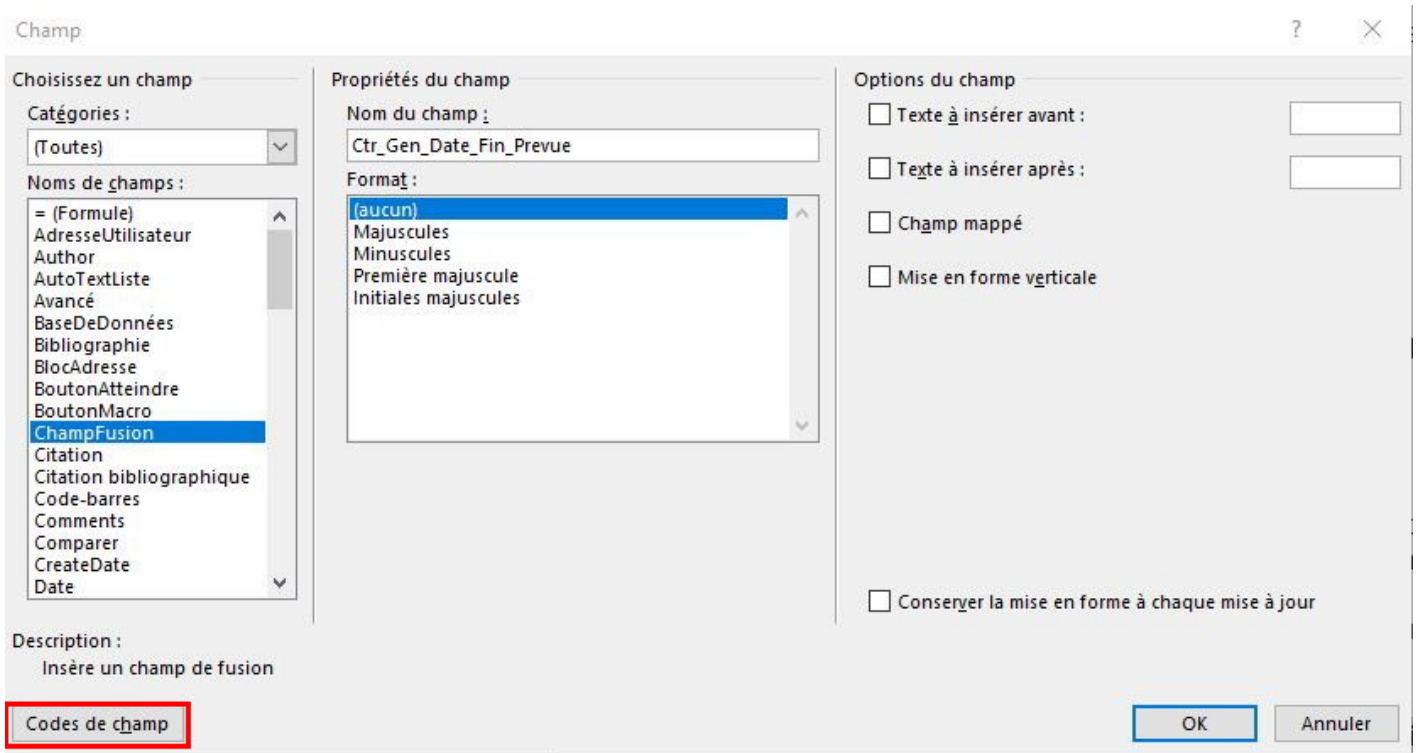 Champ
?
Choisissez un champ
Catégories :
(Toutes)
Noms de champs :
= (Formule)
AdresseUtilisateur
Author
AutoTextListe
Avancé
BaseDeDonnées
Bibliographie
BlocAdresse
BoutonAtteindre
BoutonMacro
ChampFusion
Citation
Citation bibliographique
Code-barres
Comments
Comparer
CreateDate
Date
Propriétés du champ
Nom du champ :
Ctr_Gen_Date_Fin_Prevue
Format :
(aucun)
Majuscules
Minuscules
Première majuscule
Initiales majuscules
Options du champ
Texte à insérer avant :
Texte à insérer après :
Champ mappé
Mise en forme verticale
Conserver la mise en forme à chaque mise à jour
Description :
Insère un champ de fusion
Codes de champ
OK
Annuler